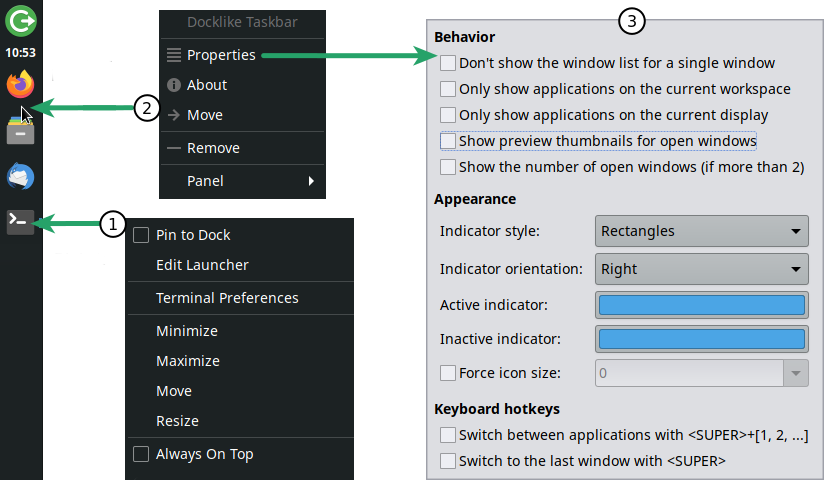 10:53
Docklike Taskbar
Properties
About
2
Move
Remove
Panel
1
Pin to Dock
Edit Launcher
Terminal Preferences
Minimize
Maximize
Move
Resize
Always On Top
3
Behavior
Don't show the window list for a single window
Only show applications on the current workspace
Only show applications on the current display
Show preview thumbnails for open windows
Show the number of open windows (if more than 2)
Appearance
Indicator style: Rectangles
Indicator orientation: Right
Active indicator:
Inactive indicator:
Force icon size: 0
Keyboard hotkeys
Switch between applications with <SUPER>+[1, 2, ...]
Switch to the last window with <SUPER>